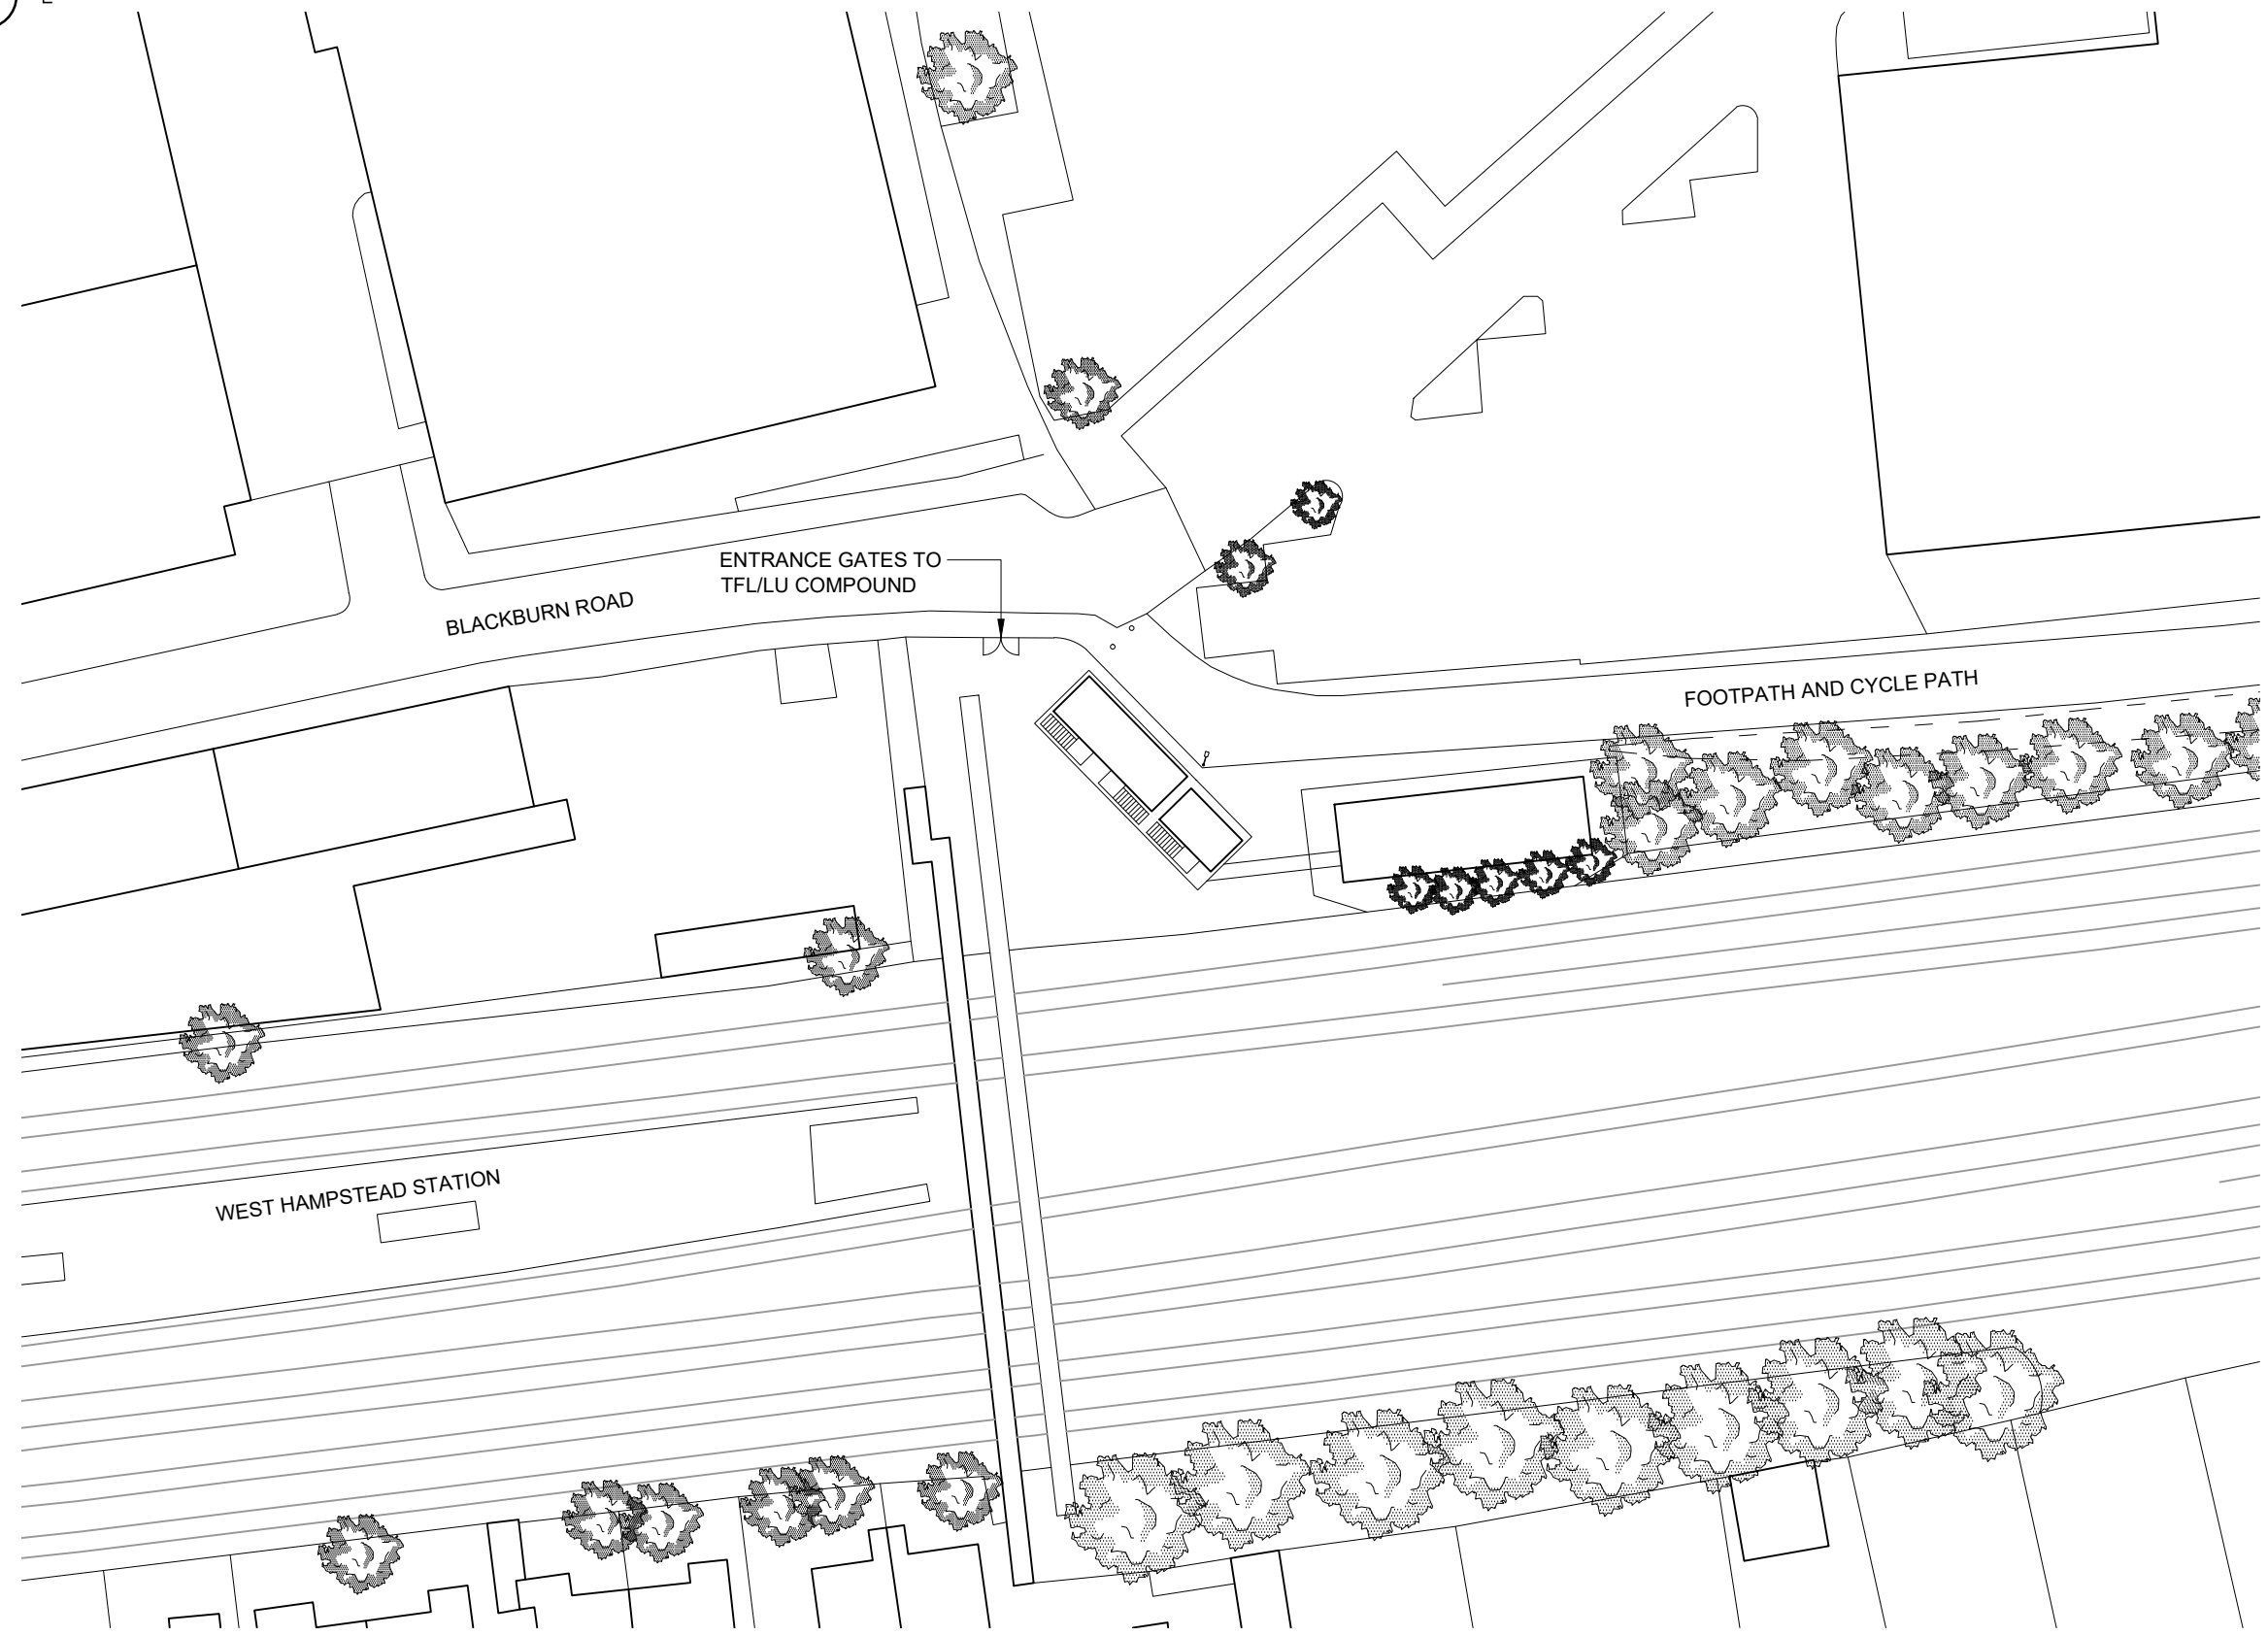 ENTRANCE GATES TO
TFL/LU COMPOUND
BLACKBURN ROAD
FOOTPATH AND CYCLE PATH
WEST HAMPSTEAD STATION